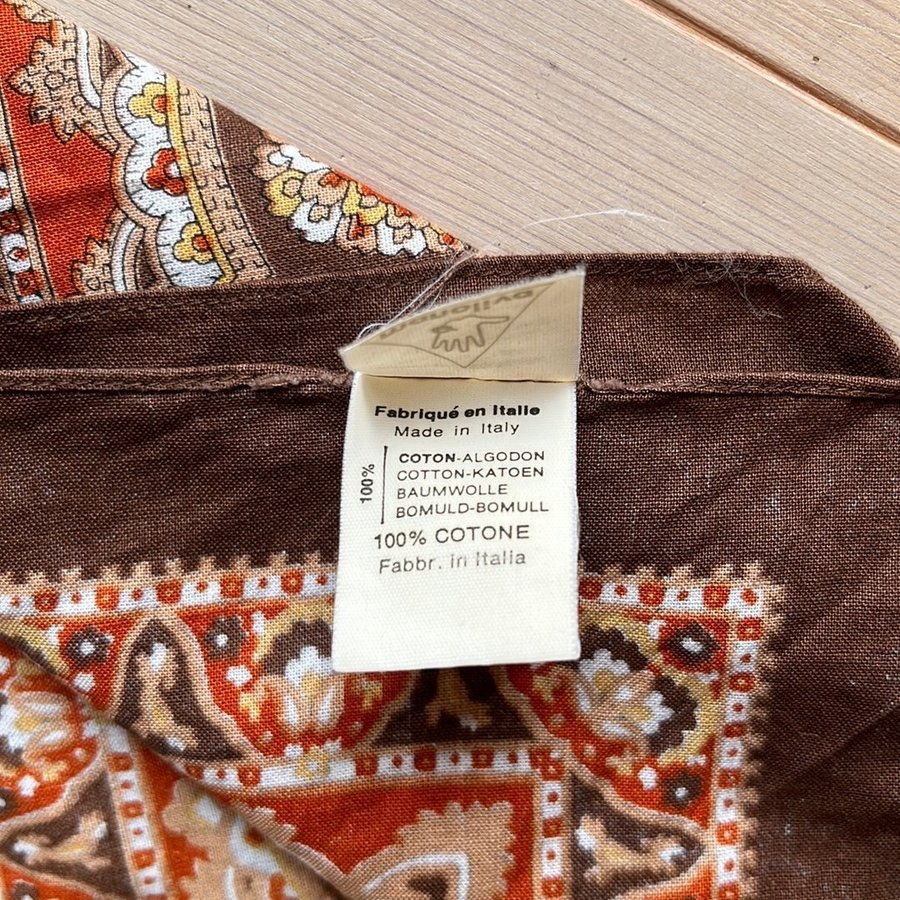 Fabriqué en Italie
Made in Italy
100%
COTON-ALGODON
COTTON-KATOEN
BAUMWOLLE
BOMULD-BOMULL
100% COTONE
Fabbr. in Italia